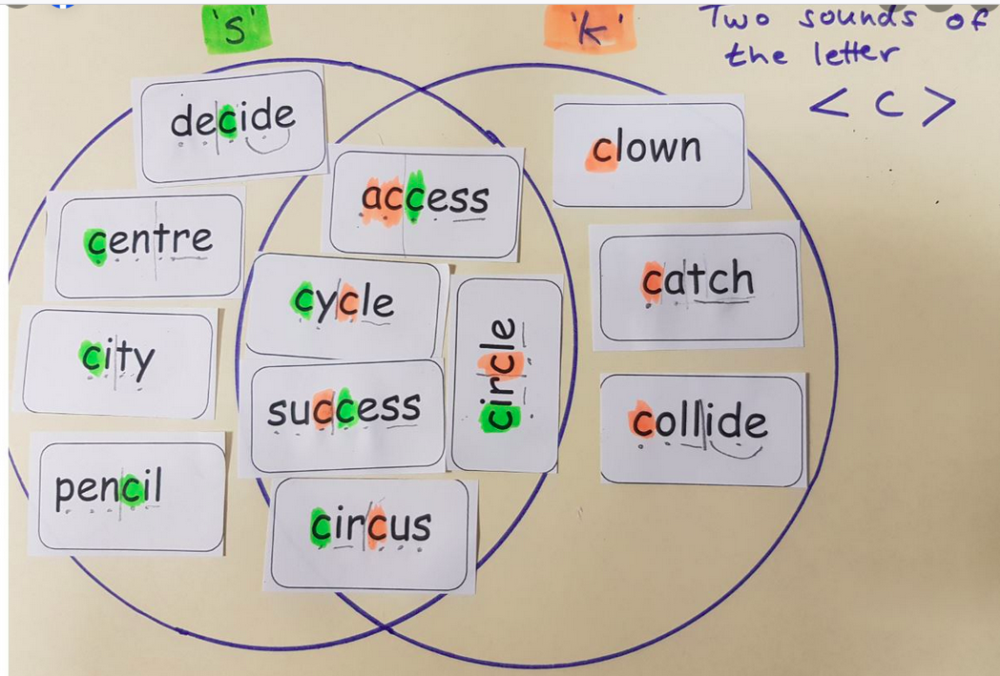 's'
'k'
Two sounds of
the letter
< c >
decide
centre
city
pencil
access
cycle
success
circle
circus
clown
catch
collide